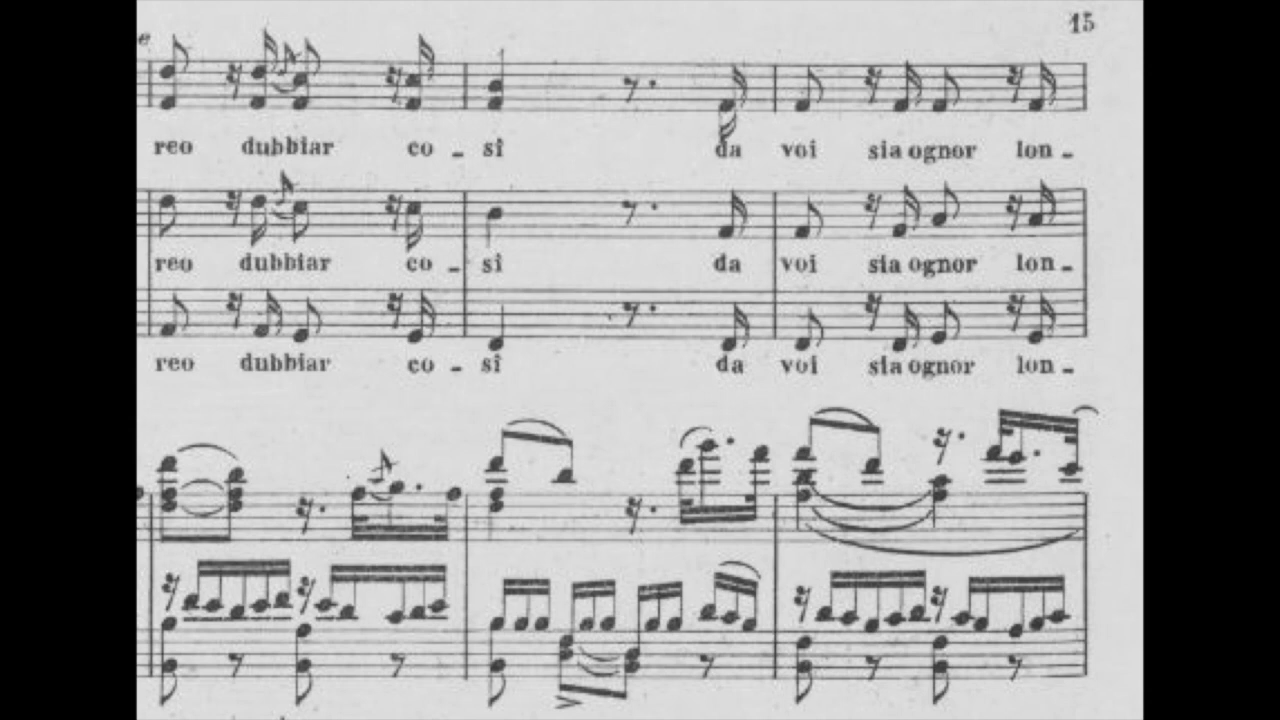 15
e
reo dubbiar co - sì da voi sia ognor lon -
reo dubbiar co - sì da voi sia ognor lon -
reo dubbiar co - sì da voi sia ognor lon -